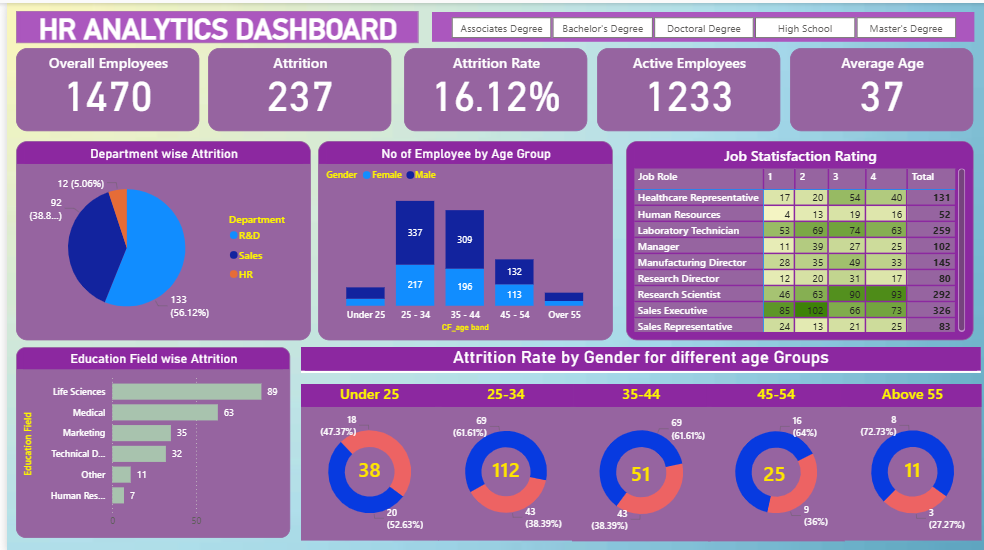 HR ANALYTICS DASHBOARD
Associates Degree Bachelor's Degree Doctoral Degree High School Master's Degree
Overall Employees
1470
Attrition
237
Attrition Rate
16.12%
Active Employees
1233
Average Age
37
Department wise Attrition
12 (5.06%)
92
(38.8...)
133
(56.12%)
Department
R&D
Sales
HR
No of Employee by Age Group
Gender Female Male
337 309 132
217 196 113
Under 25 25 - 34 35 - 44 45 - 54 Over 55
CF_age band
Job Statisfaction Rating
Job Role 1 2 3 4 Total
Healthcare Representative 17 20 54 40 131
Human Resources 4 13 19 16 52
Laboratory Technician 53 69 74 63 259
Manager 11 39 27 25 102
Manufacturing Director 28 35 49 33 145
Research Director 12 20 31 17 80
Research Scientist 46 63 90 93 292
Sales Executive 85 102 66 73 326
Sales Representative 24 13 21 25 83
Education Field wise Attrition
Education Field
Life Sciences 89
Medical 63
Marketing 35
Technical D... 32
Other 11
Human Res... 7
0 50
Attrition Rate by Gender for different age Groups
Under 25
18
(47.37%)
38
20
(52.63%)
25-34
69
(61.61%)
112
43
(38.39%)
35-44
69
(61.61%)
51
43
(38.39%)
45-54
16
(64%)
25
9
(36%)
Above 55
8
(72.73%)
11
3
(27.27%)